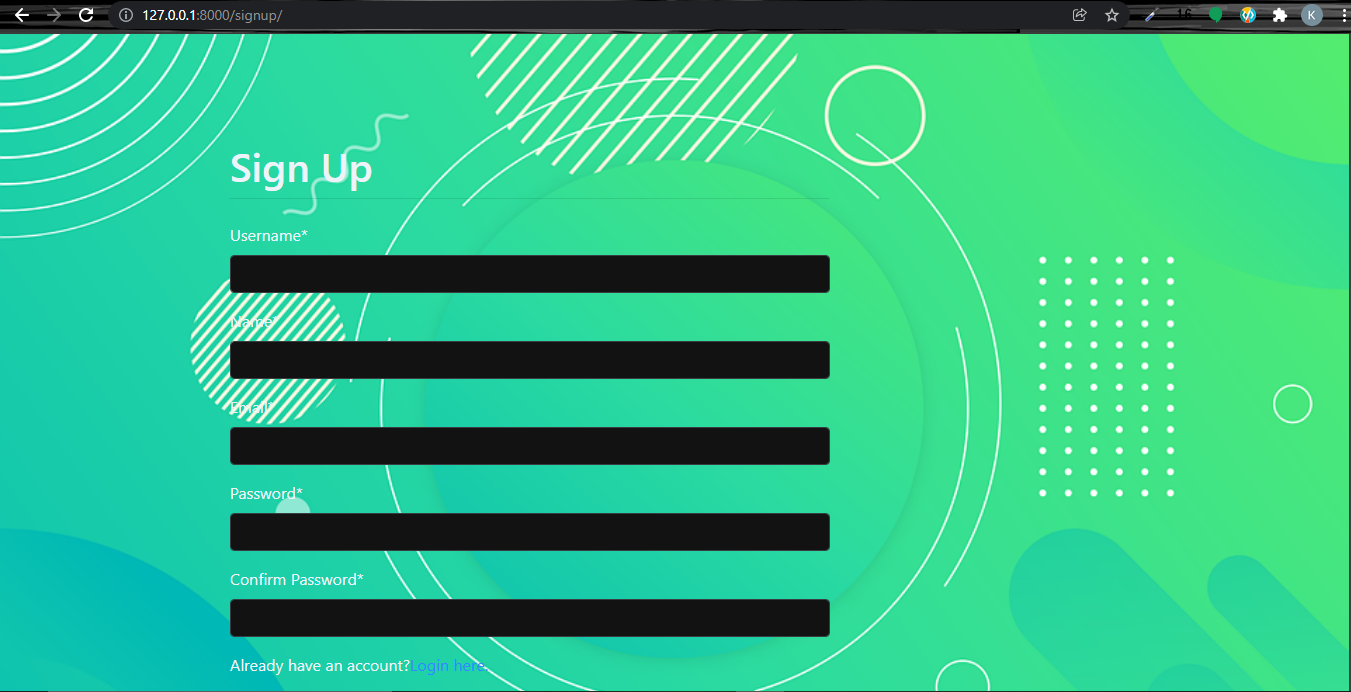 127.0.0.1:8000/signup/
16
K
Sign Up
Username*
Name*
Email*
Password*
Confirm Password*
Already have an account?Login here.